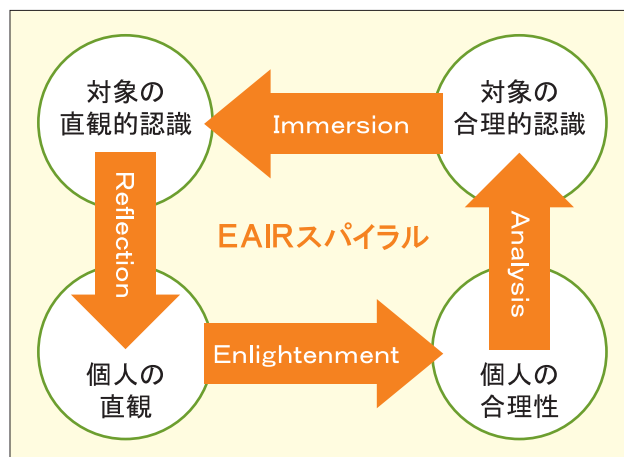 対象の
直観的認識
Immersion
対象の
合理的認識
Reflection
EAIRスパイラル
Analysis
個人の
直観
Enlightenment
個人の
合理性